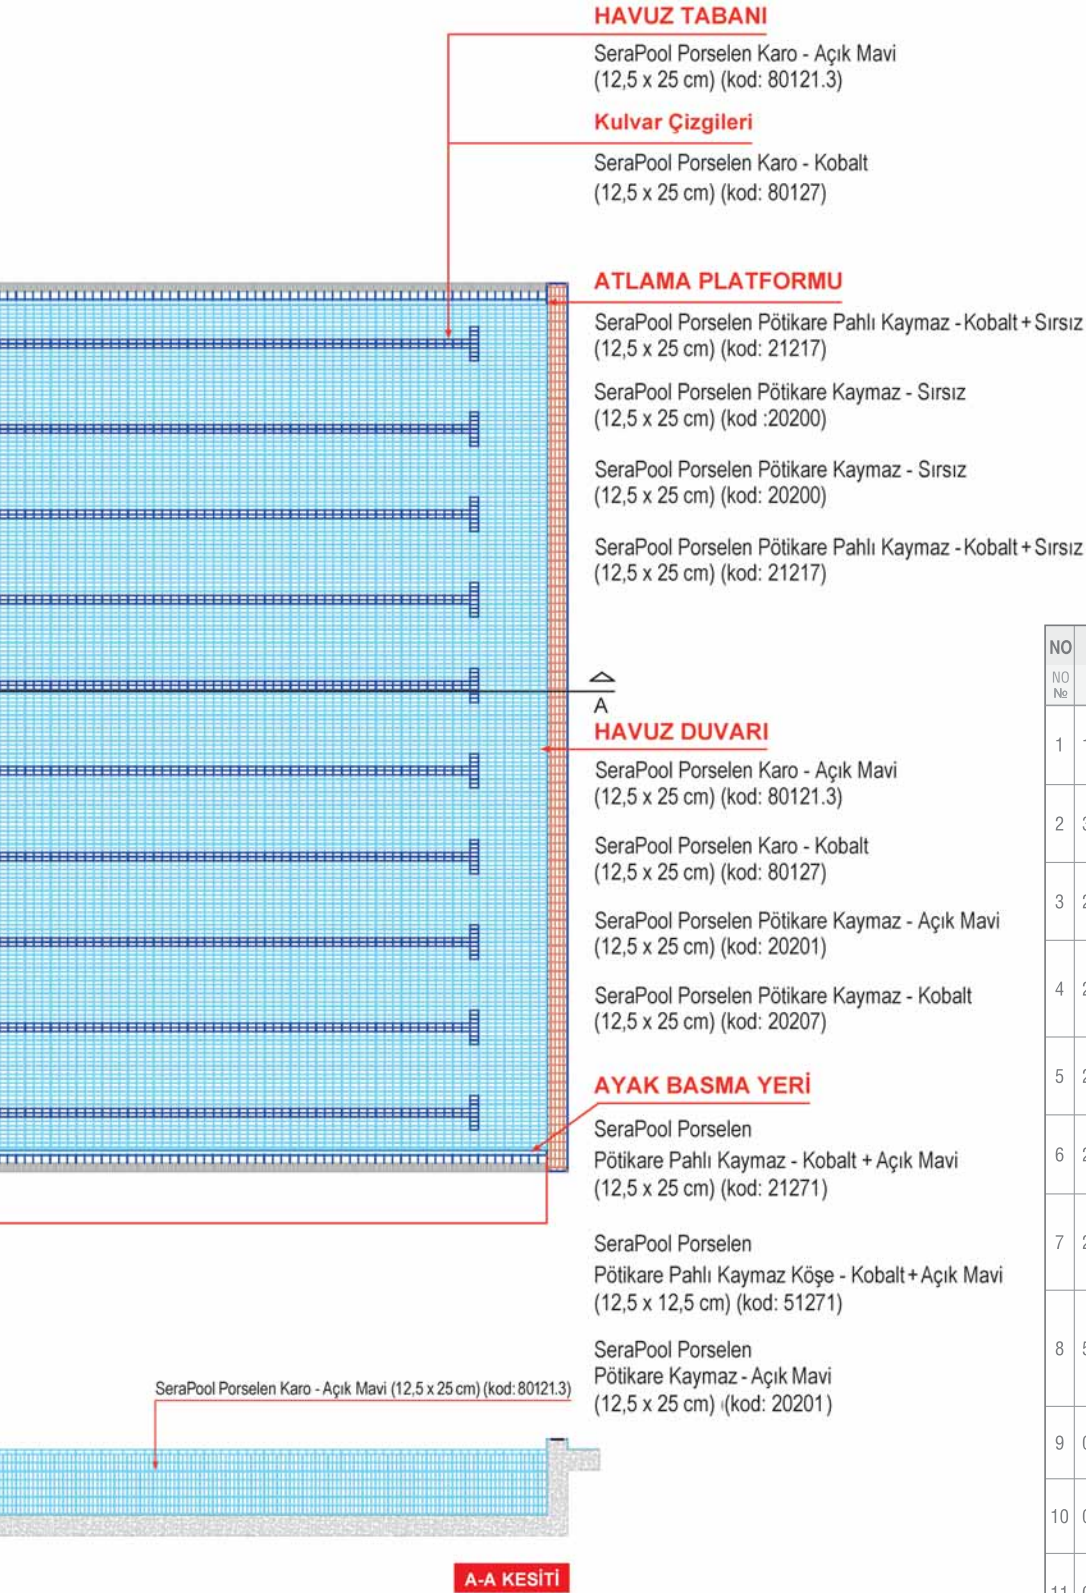 HAVUZ TABANI
SeraPool Porselen Karo - Açık Mavi
(12,5 x 25 cm) (kod: 80121.3)
Kulvar Çizgileri
SeraPool Porselen Karo - Kobalt
(12,5 x 25 cm) (kod: 80127)
ATLAMA PLATFORMU
SeraPool Porselen Pötikare Pahlı Kaymaz - Kobalt + Sırsız
(12,5 x 25 cm) (kod: 21217)
SeraPool Porselen Pötikare Kaymaz - Sırsız
(12,5 x 25 cm) (kod :20200)
SeraPool Porselen Pötikare Kaymaz - Sırsız
(12,5 x 25 cm) (kod: 20200)
SeraPool Porselen Pötikare Pahlı Kaymaz - Kobalt + Sırsız
(12,5 x 25 cm) (kod: 21217)
A
HAVUZ DUVARI
SeraPool Porselen Karo - Açık Mavi
(12,5 x 25 cm) (kod: 80121.3)
SeraPool Porselen Karo - Kobalt
(12,5 x 25 cm) (kod: 80127)
SeraPool Porselen Pötikare Kaymaz - Açık Mavi
(12,5 x 25 cm) (kod: 20201)
SeraPool Porselen Pötikare Kaymaz - Kobalt
(12,5 x 25 cm) (kod: 20207)
AYAK BASMA YERİ
SeraPool Porselen
Pötikare Pahlı Kaymaz - Kobalt + Açık Mavi
(12,5 x 25 cm) (kod: 21271)
SeraPool Porselen
Pötikare Pahlı Kaymaz Köşe - Kobalt + Açık Mavi
(12,5 x 12,5 cm) (kod: 51271)
SeraPool Porselen
Pötikare Kaymaz - Açık Mavi
(12,5 x 25 cm) (kod: 20201)
SeraPool Porselen Karo - Açık Mavi (12,5 x 25 cm) (kod: 80121.3)
A-A KESİTİ
NO
NO
№
1
2
3
4
5
6
7
8
9
10
11